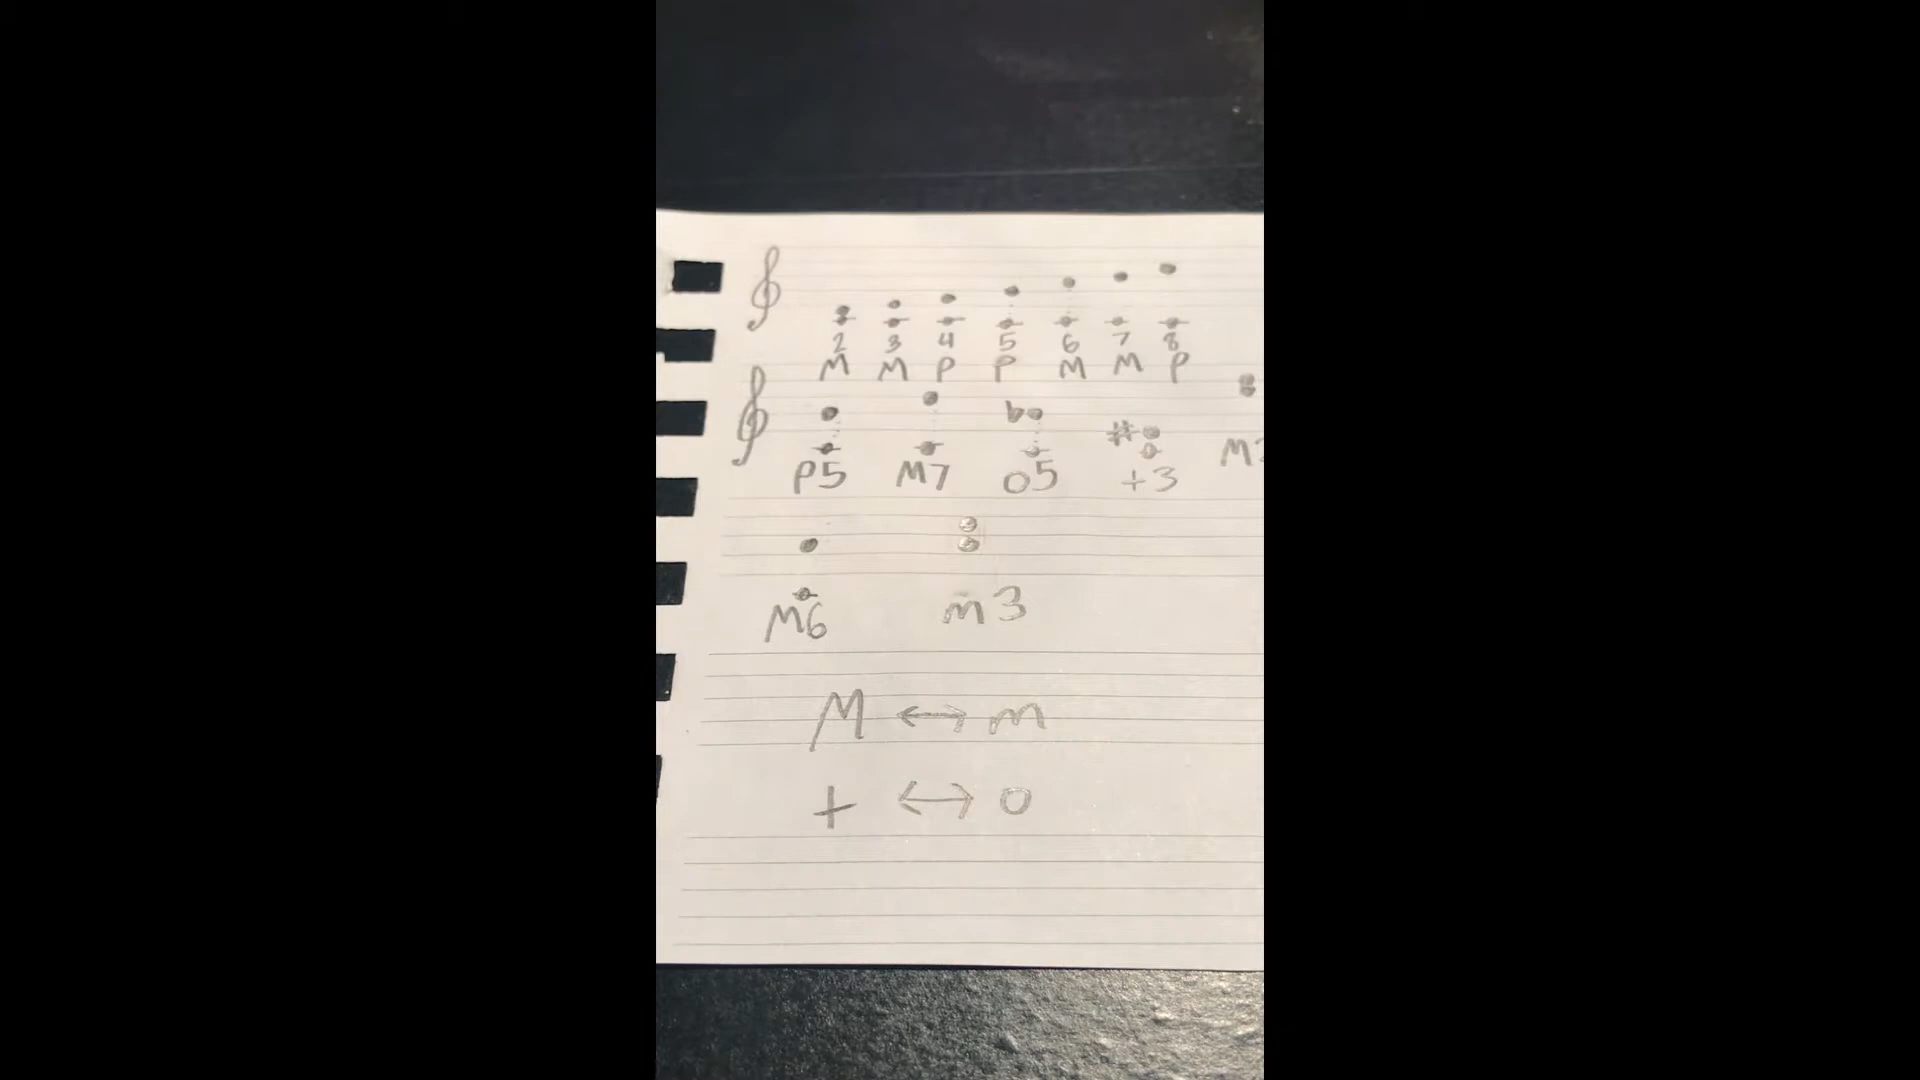 2 3 4 5 6 7 8
M M P P M M P
b #
P5 M7 o5 +3
M6 m3
M ↔ m
+ ↔ o